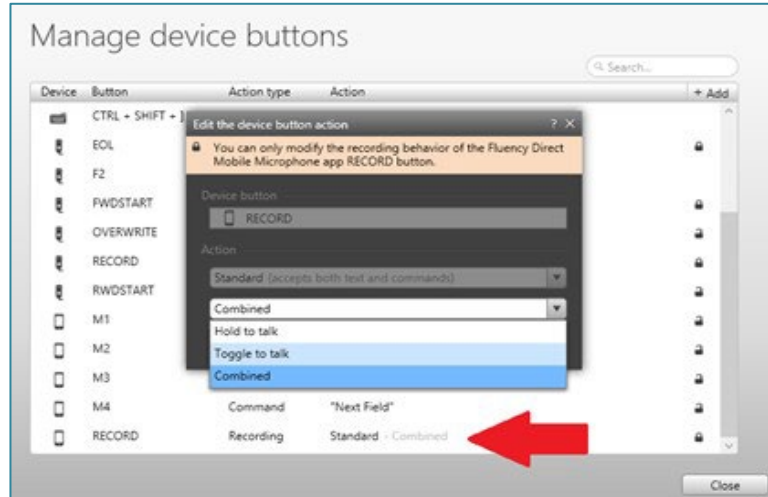 Manage device buttons
Search...
Device Button Action type Action + Add
CTRL + SHIFT + ]
Edit the device button action ? X
EOL
You can only modify the recording behavior of the Fluency Direct
Mobile Microphone app RECORD button.
F2
Device button
FWDSTART
RECORD
OVERWRITE
Action
RECORD
Standard (accepts both text and commands)
RWDSTART
Combined
M1
Hold to talk
M2
Toggle to talk
M3
Combined
M4 Command "Next Field"
RECORD Recording Standard - Combined
Close